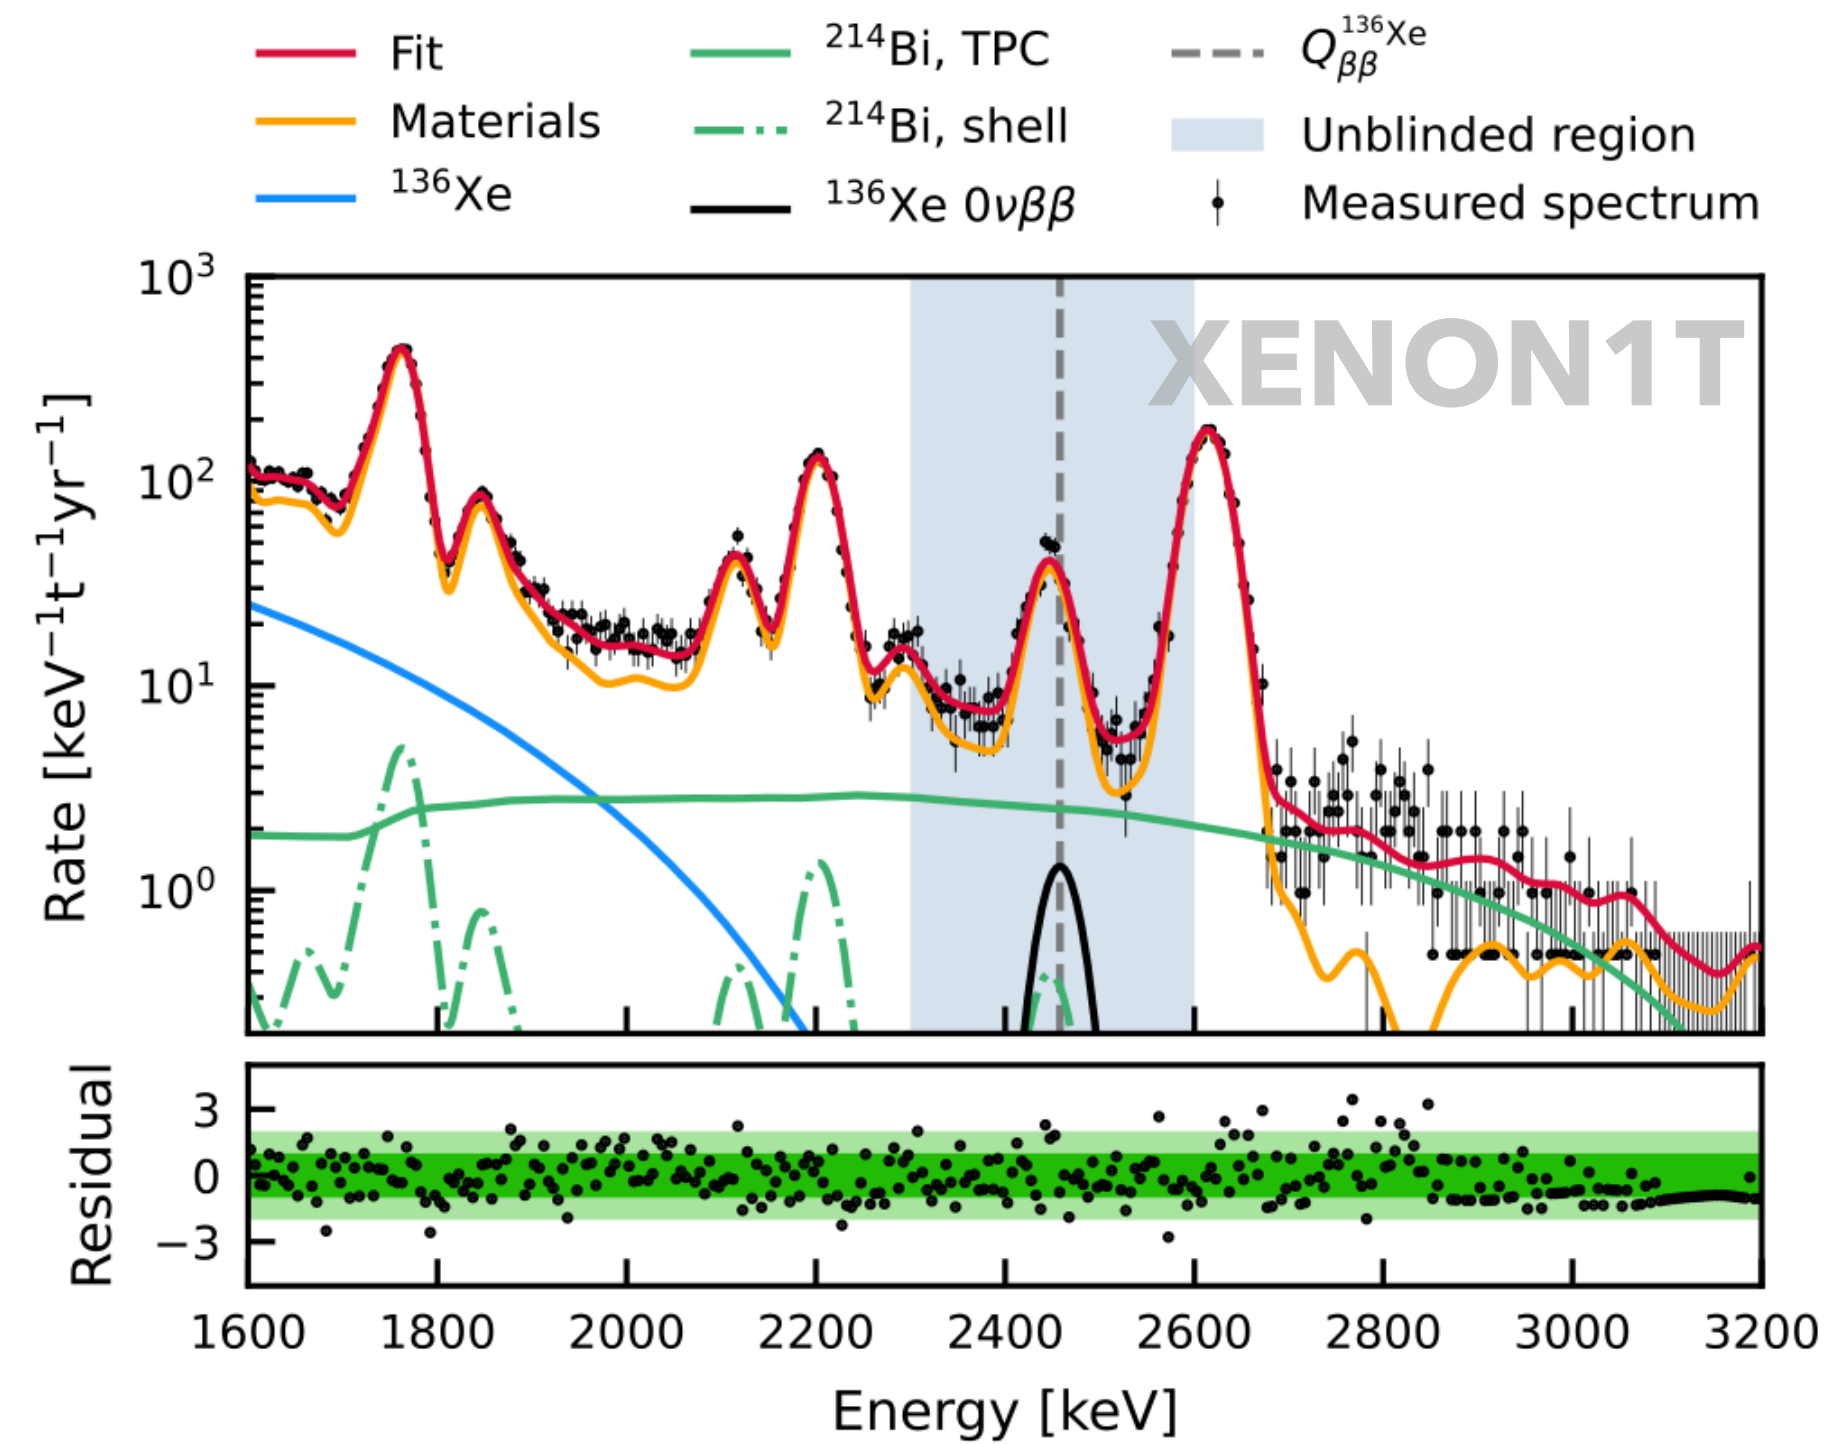 Fit
Materials
¹³⁶Xe
²¹⁴Bi, TPC
²¹⁴Bi, shell
¹³⁶Xe 0νββ
Q_ββ^¹³⁶Xe
Unblinded region
Measured spectrum
XENON1T
Rate [keV⁻¹t⁻¹yr⁻¹]
10³
10²
10¹
10⁰
Residual
3
0
−3
1600 1800 2000 2200 2400 2600 2800 3000 3200
Energy [keV]